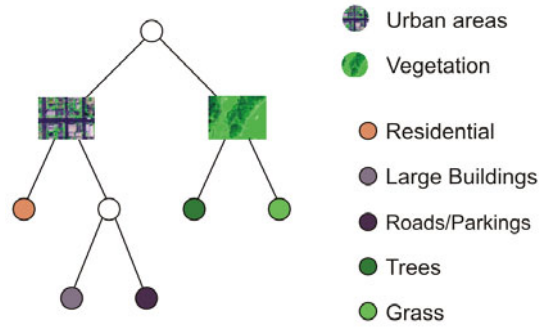 Urban areas
Vegetation
Residential
Large Buildings
Roads/Parkings
Trees
Grass